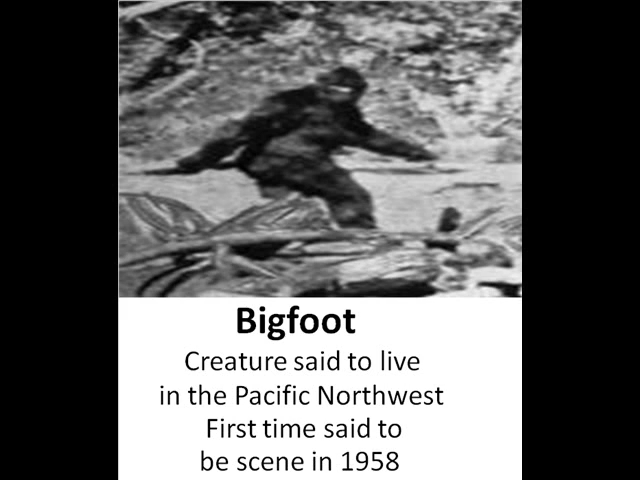 Bigfoot
Creature said to live
in the Pacific Northwest
First time said to
be scene in 1958